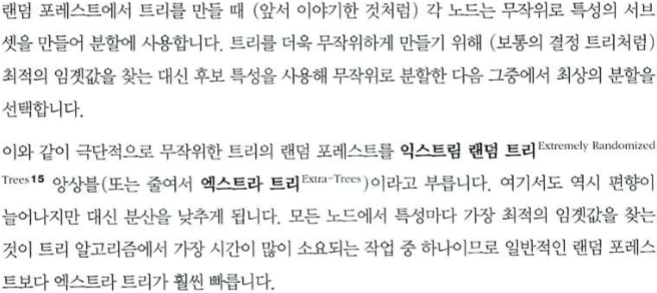 랜덤 포레스트에서 트리를 만들 때 (앞서 이야기한 것처럼) 각 노드는 무작위로 특성의 서브
셋을 만들어 분할에 사용합니다. 트리를 더욱 무작위하게 만들기 위해 (보통의 결정 트리처럼)
최적의 임곗값을 찾는 대신 후보 특성을 사용해 무작위로 분할한 다음 그중에서 최상의 분할을
선택합니다.
이와 같이 극단적으로 무작위한 트리의 랜덤 포레스트를 익스트림 랜덤 트리Extremely Randomized
Trees15 앙상블(또는 줄여서 엑스트라 트리Extra-Trees)이라고 부릅니다. 여기서도 역시 편향이
늘어나지만 대신 분산을 낮추게 됩니다. 모든 노드에서 특성마다 가장 최적의 임곗값을 찾는
것이 트리 알고리즘에서 가장 시간이 많이 소요되는 작업 중 하나이므로 일반적인 랜덤 포레스
트보다 엑스트라 트리가 훨씬 빠릅니다.